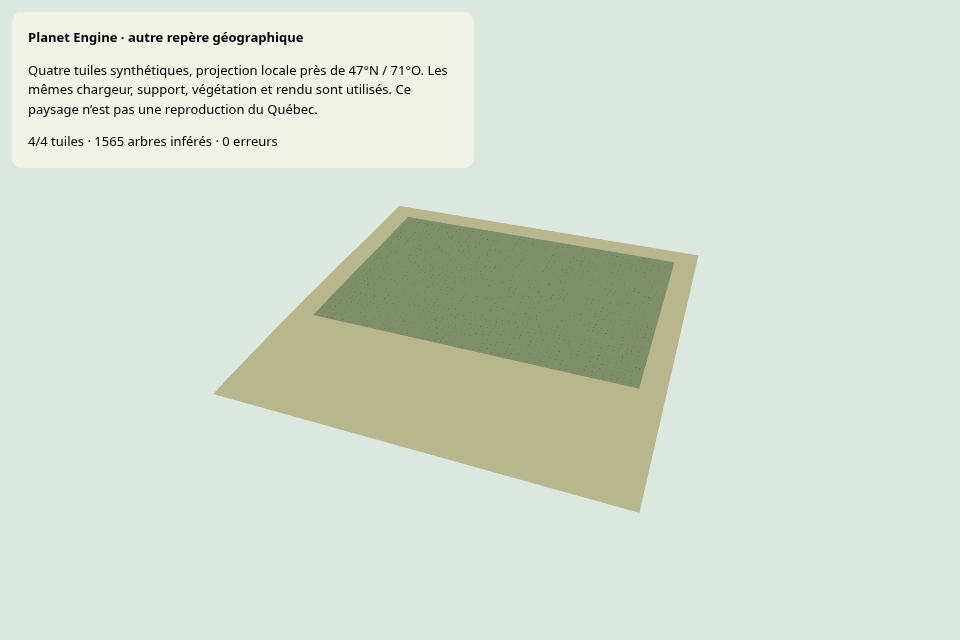 Planet Engine · autre repère géographique
Quatre tuiles synthétiques, projection locale près de 47°N / 71°O. Les
mêmes chargeur, support, végétation et rendu sont utilisés. Ce
paysage n’est pas une reproduction du Québec.
4/4 tuiles · 1565 arbres inférés · 0 erreurs